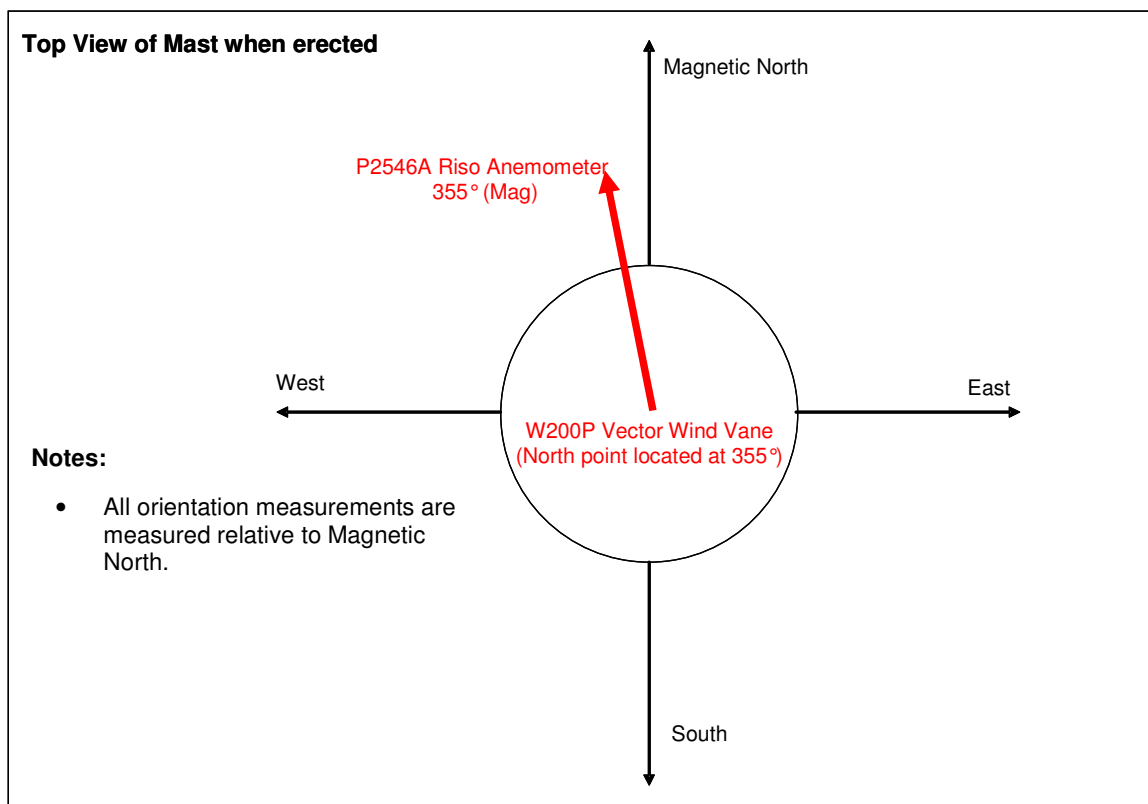 Top View of Mast when erected
Magnetic North
P2546A Riso Anemometer
355° (Mag)
West
East
W200P Vector Wind Vane
(North point located at 355°)
Notes:
• All orientation measurements are
measured relative to Magnetic
North.
South